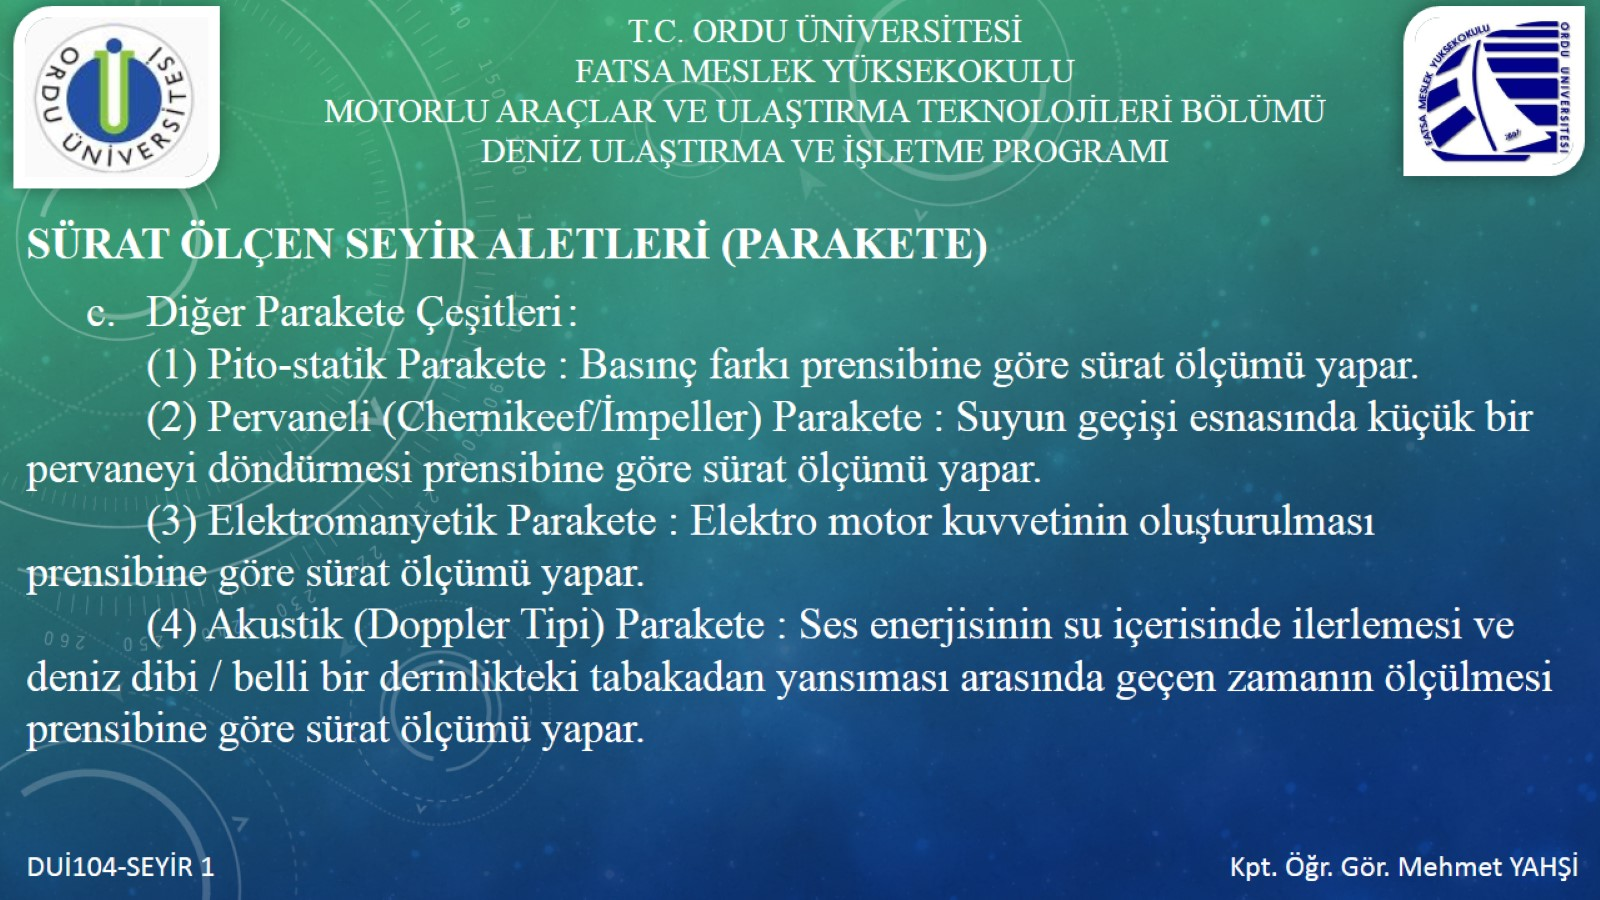 T.C. ORDU ÜNİVERSİTESİ
FATSA MESLEK YÜKSEKOKULU
MOTORLU ARAÇLAR VE ULAŞTIRMA TEKNOLOJİLERİ BÖLÜMÜ
DENİZ ULAŞTIRMA VE İŞLETME PROGRAMI
ORDU ÜNİVERSİTESİ
FATSA MESLEK YÜKSEKOKULU
ORDU ÜNİVERSİTESİ
SÜRAT ÖLÇEN SEYİR ALETLERİ (PARAKETE)
c. Diğer Parakete Çeşitleri :
(1) Pito-statik Parakete : Basınç farkı prensibine göre sürat ölçümü yapar.
(2) Pervaneli (Chernikeef/İmpeller) Parakete : Suyun geçişi esnasında küçük bir
pervaneyi döndürmesi prensibine göre sürat ölçümü yapar.
(3) Elektromanyetik Parakete : Elektro motor kuvvetinin oluşturulması
prensibine göre sürat ölçümü yapar.
(4) Akustik (Doppler Tipi) Parakete : Ses enerjisinin su içerisinde ilerlemesi ve
deniz dibi / belli bir derinlikteki tabakadan yansıması arasında geçen zamanın ölçülmesi
prensibine göre sürat ölçümü yapar.
DUİ104-SEYİR 1
Kpt. Öğr. Gör. Mehmet YAHŞİ